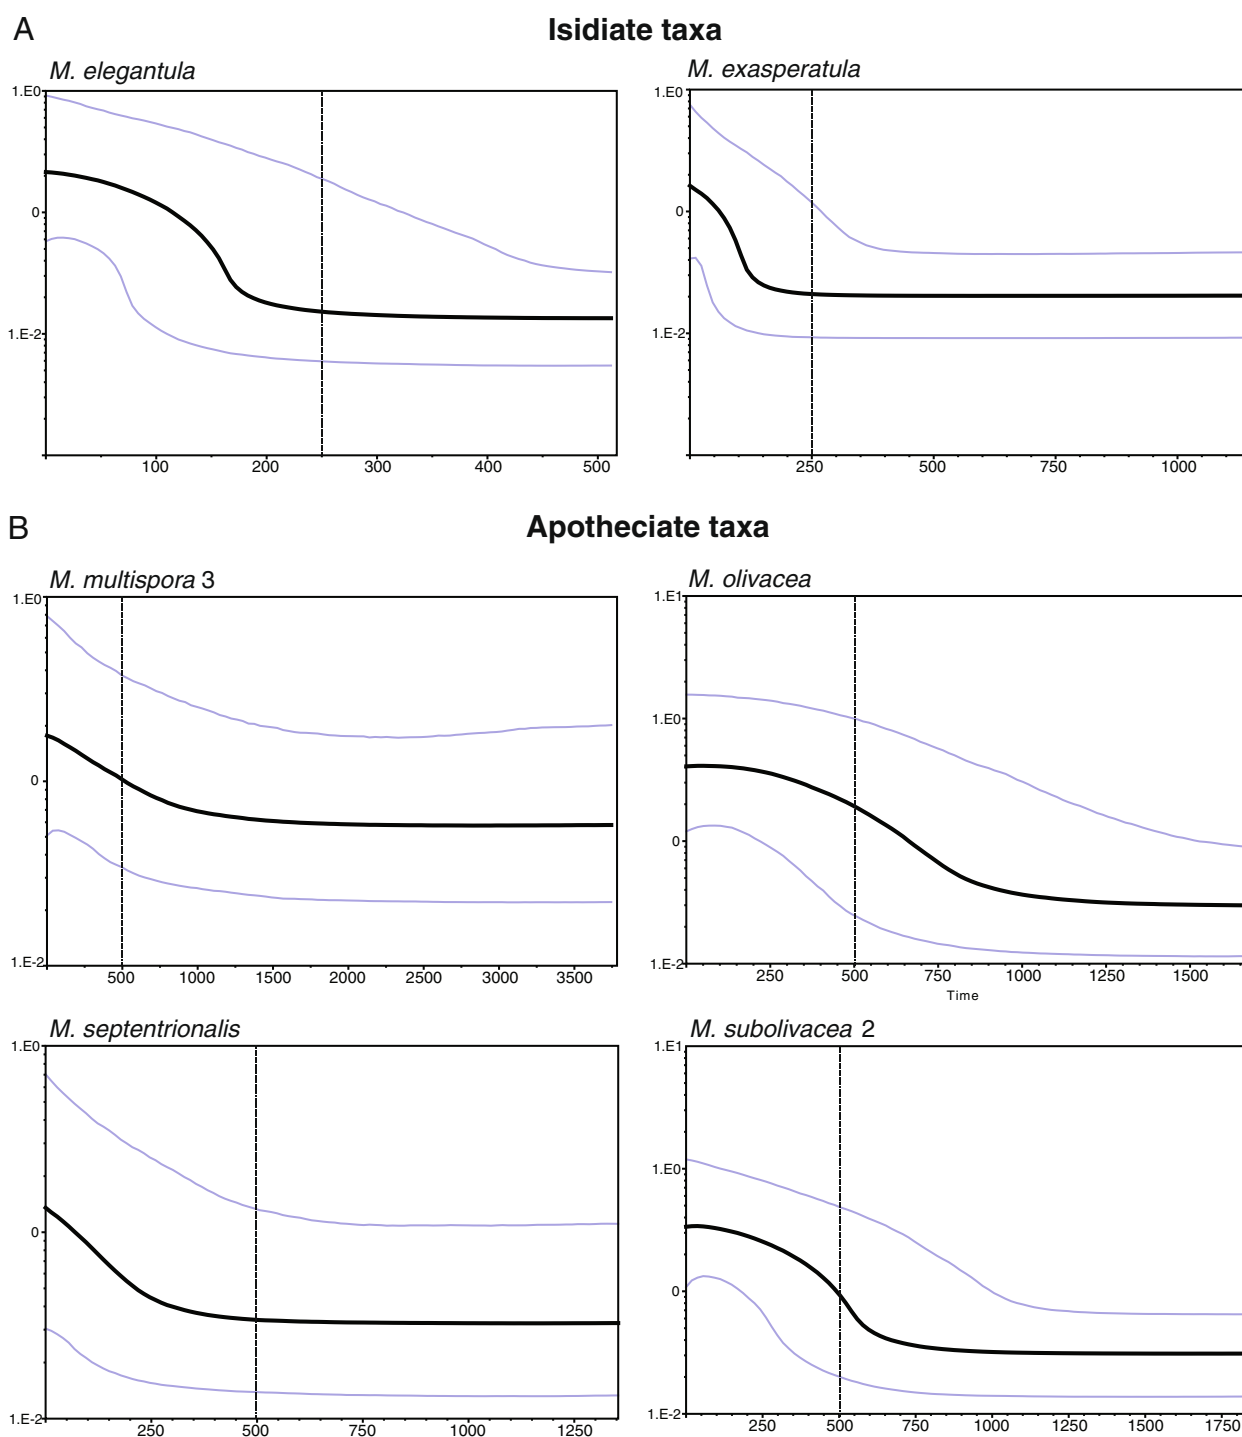 A
Isidiate taxa
M. elegantula
M. exasperatula
1.E0
0
1.E-2
100 200 300 400 500
1.E0
0
1.E-2
250 500 750 1000
B
Apotheciate taxa
M. multispora 3
M. olivacea
1.E0
0
1.E-2
500 1000 1500 2000 2500 3000 3500
1.E1
1.E0
0
1.E-2
250 500 750 1000 1250 1500
Time
M. septentrionalis
M. subolivacea 2
1.E0
0
1.E-2
250 500 750 1000 1250
1.E1
1.E0
0
1.E-2
250 500 750 1000 1250 1500 1750